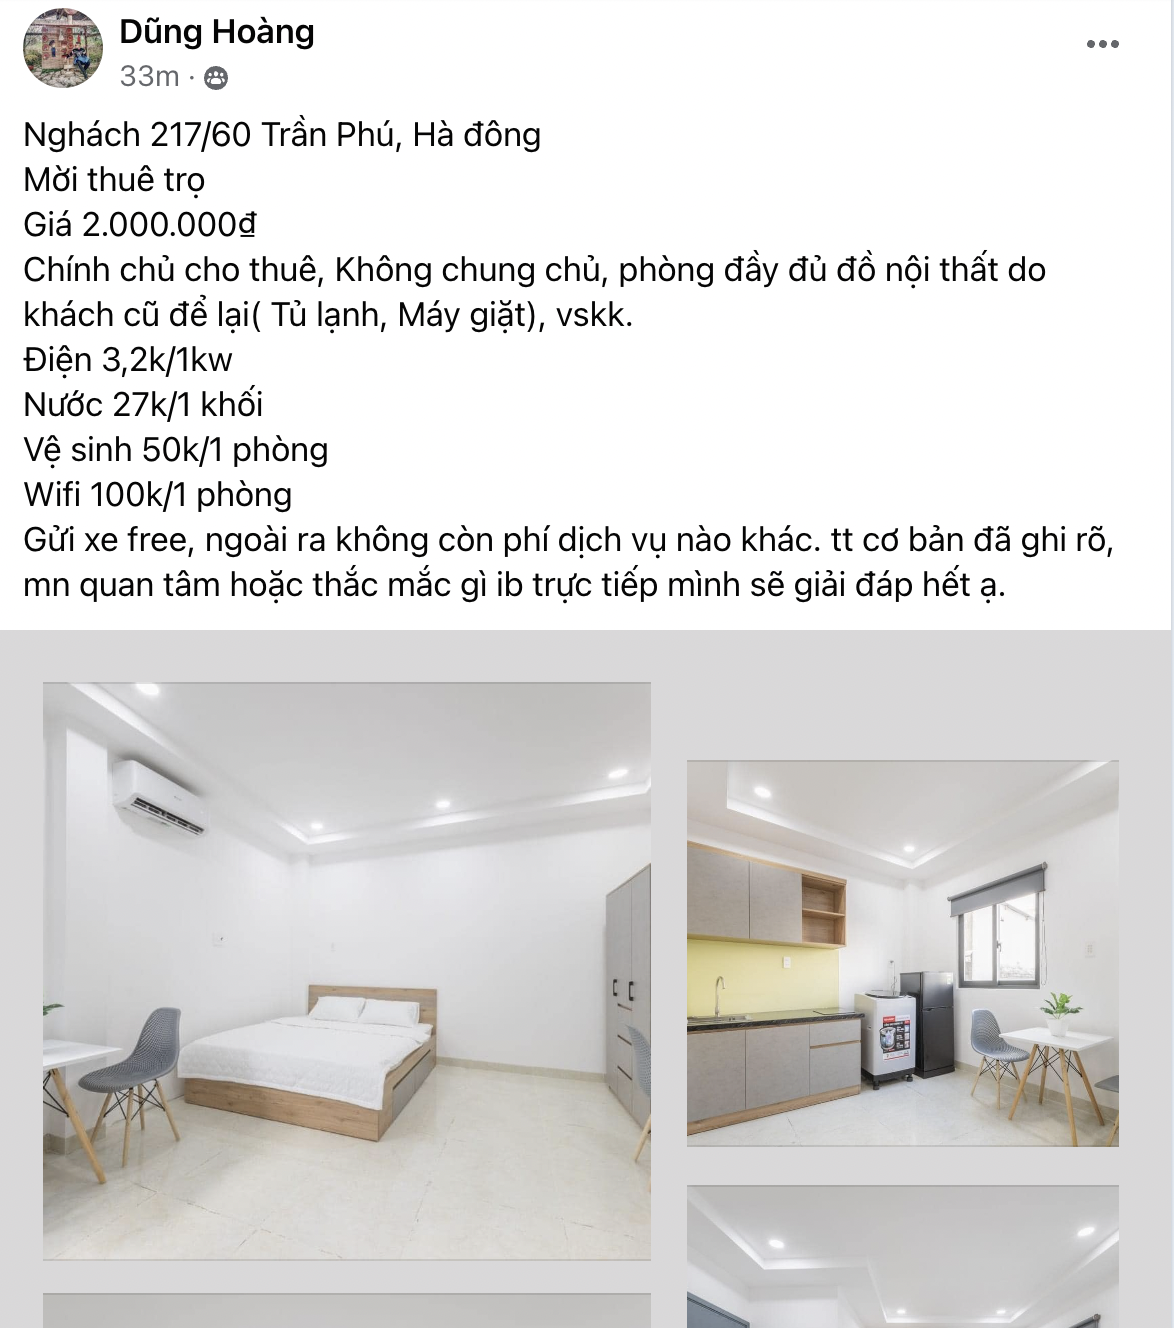 Dũng Hoàng
33m ·
Nghách 217/60 Trần Phú, Hà đông
Mời thuê trọ
Giá 2.000.000₫
Chính chủ cho thuê, Không chung chủ, phòng đầy đủ đồ nội thất do
khách cũ để lại( Tủ lạnh, Máy giặt), vskk.
Điện 3,2k/1kw
Nước 27k/1 khối
Vệ sinh 50k/1 phòng
Wifi 100k/1 phòng
Gửi xe free, ngoài ra không còn phí dịch vụ nào khác. tt cơ bản đã ghi rõ,
mn quan tâm hoặc thắc mắc gì ib trực tiếp mình sẽ giải đáp hết ạ.